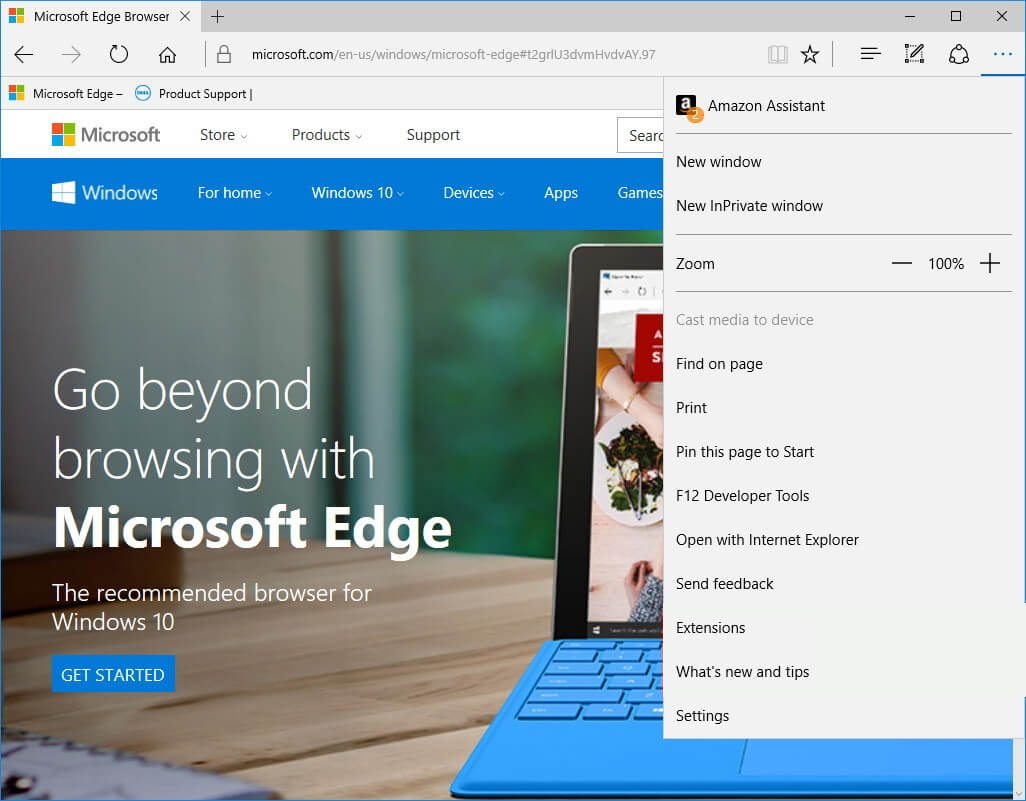 Microsoft Edge Browser
microsoft.com/en-us/windows/microsoft-edge#t2grlU3dvmHvdvAY.97
Microsoft Edge –
DELL
Product Support |
Microsoft
Store
Products
Support
Searc
Windows
For home
Windows 10
Devices
Apps
Games
Go beyond
browsing with
Microsoft Edge
The recommended browser for
Windows 10
GET STARTED
a
2
Amazon Assistant
New window
New InPrivate window
Zoom
100%
Cast media to device
Find on page
Print
Pin this page to Start
F12 Developer Tools
Open with Internet Explorer
Send feedback
Extensions
What's new and tips
Settings